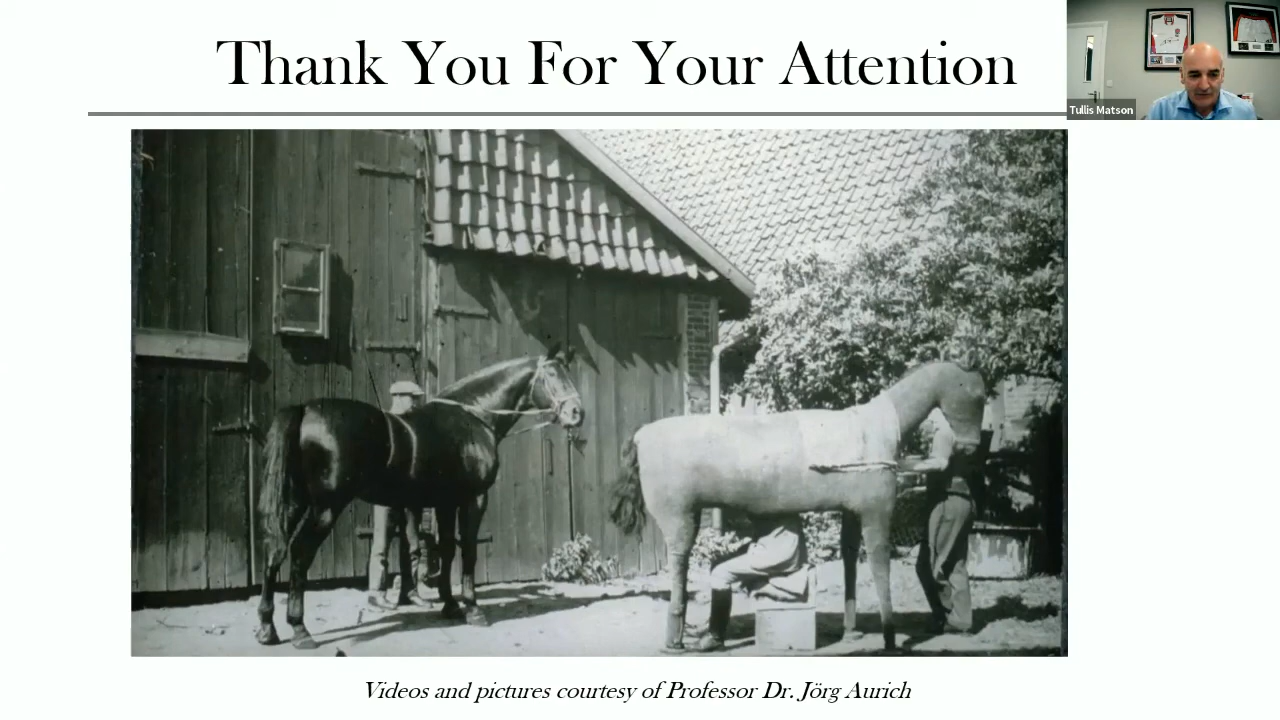 Thank You For Your Attention
Tullis Matson
Videos and pictures courtesy of Professor Dr. Jörg Aurich